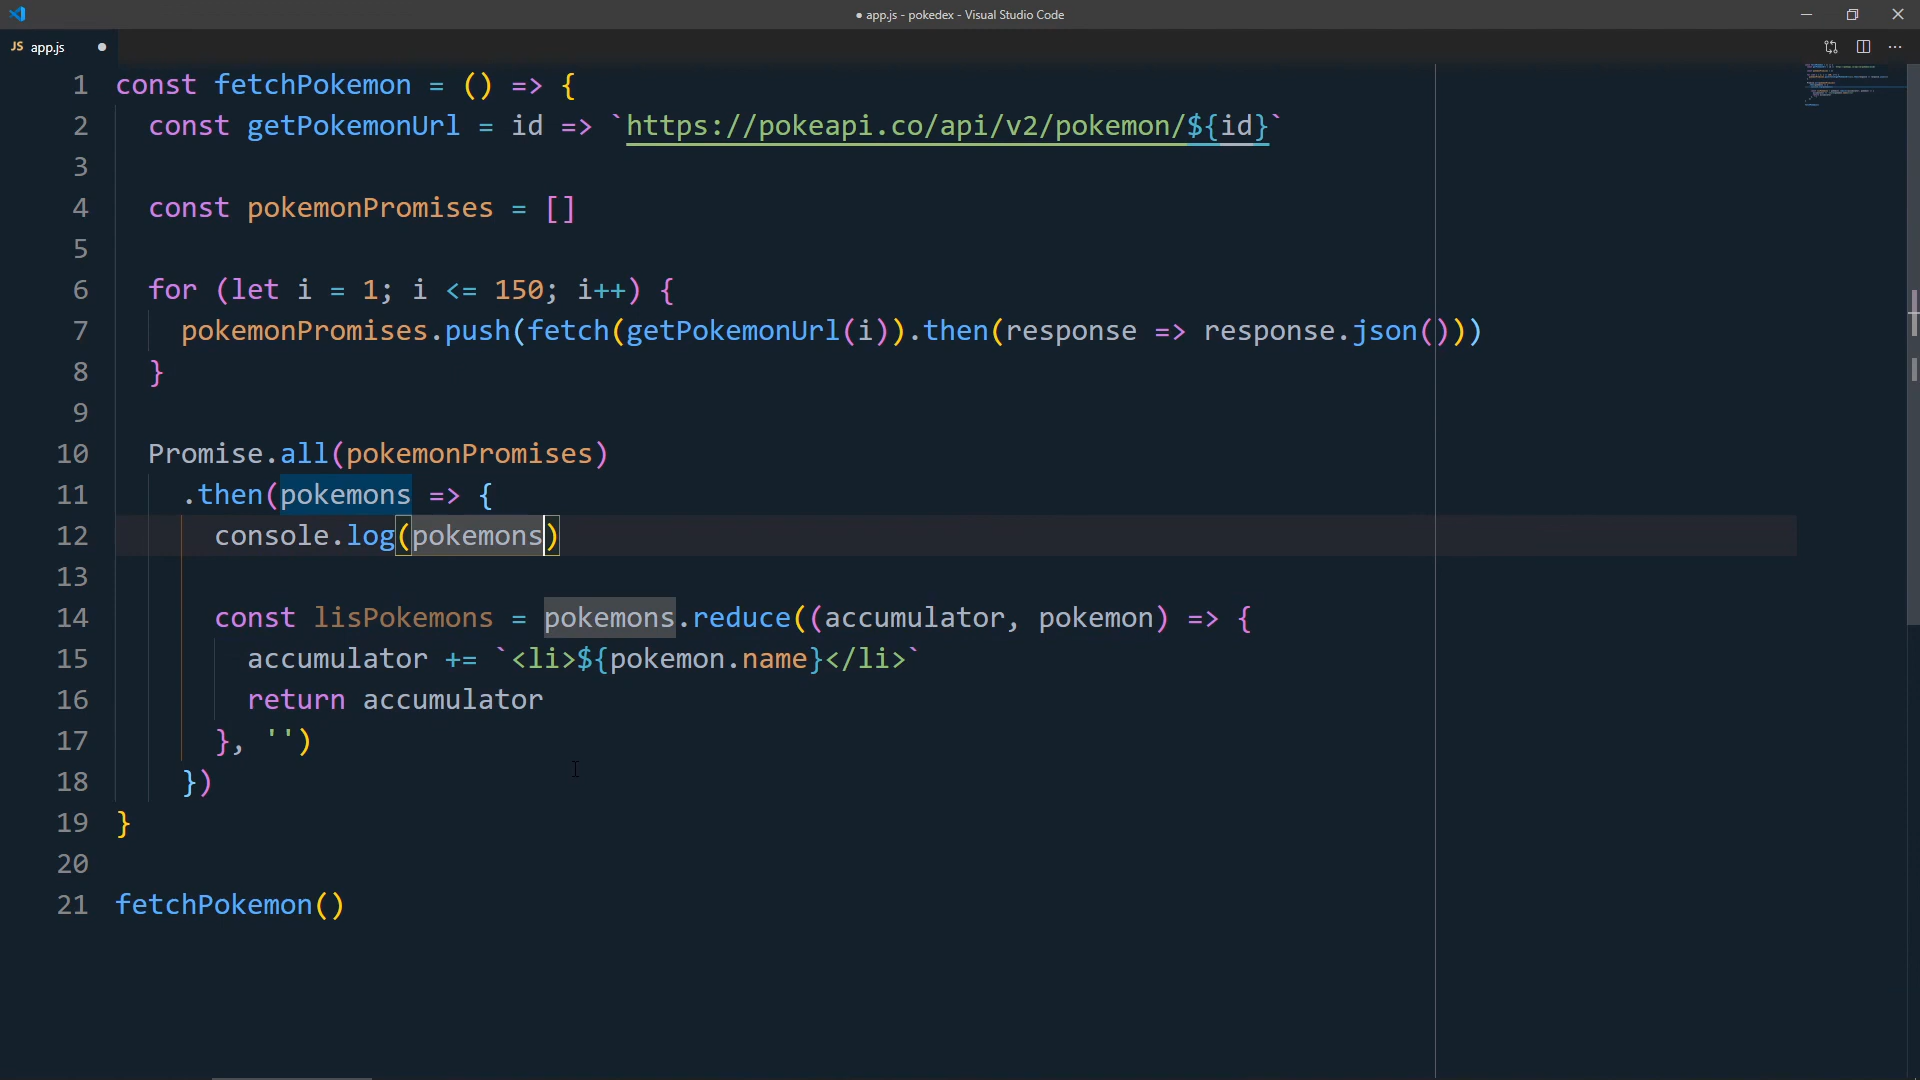 ● app.js - pokedex - Visual Studio Code
JS app.js ●
1 const fetchPokemon = () => {
2   const getPokemonUrl = id => `https://pokeapi.co/api/v2/pokemon/${id}`
3
4   const pokemonPromises = []
5
6   for (let i = 1; i <= 150; i++) {
7     pokemonPromises.push(fetch(getPokemonUrl(i)).then(response => response.json()))
8   }
9
10   Promise.all(pokemonPromises)
11     .then(pokemons => {
12       console.log(pokemons)
13
14       const lisPokemons = pokemons.reduce((accumulator, pokemon) => {
15         accumulator += `<li>${pokemon.name}</li>`
16         return accumulator
17       }, '')
18     })
19 }
20
21 fetchPokemon()